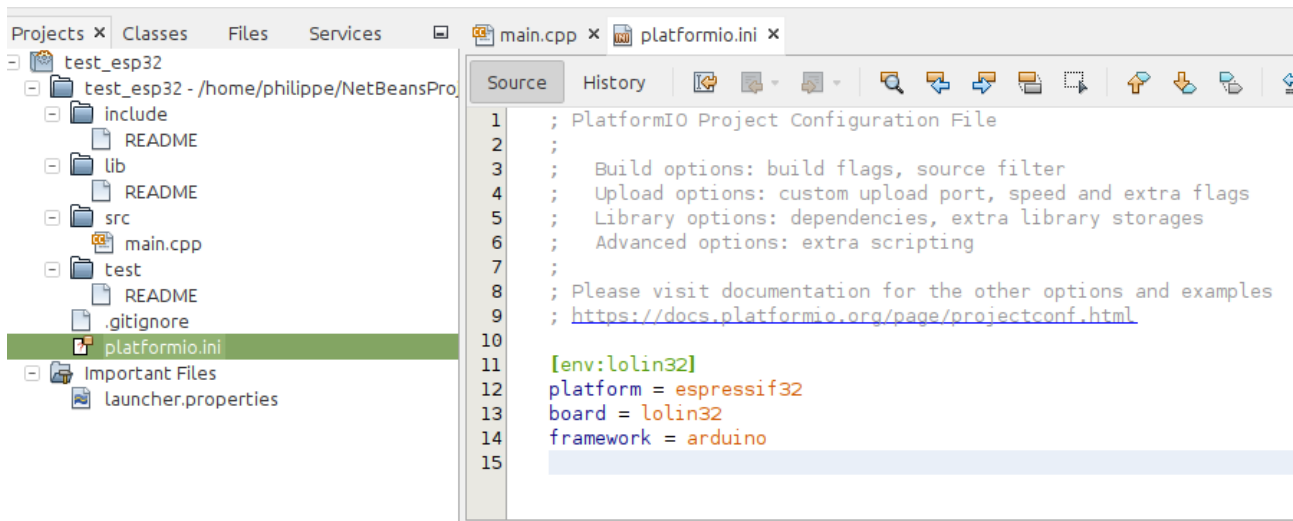 Projects Classes Files Services
test_esp32
test_esp32 - /home/philippe/NetBeansProj
include
README
lib
README
src
main.cpp
test
README
.gitignore
platformio.ini
Important Files
launcher.properties
main.cpp platformio.ini
Source History
1 ; PlatformIO Project Configuration File
2 ;
3 ;   Build options: build flags, source filter
4 ;   Upload options: custom upload port, speed and extra flags
5 ;   Library options: dependencies, extra library storages
6 ;   Advanced options: extra scripting
7 ;
8 ; Please visit documentation for the other options and examples
9 ; https://docs.platformio.org/page/projectconf.html
10
11 [env:lolin32]
12 platform = espressif32
13 board = lolin32
14 framework = arduino
15